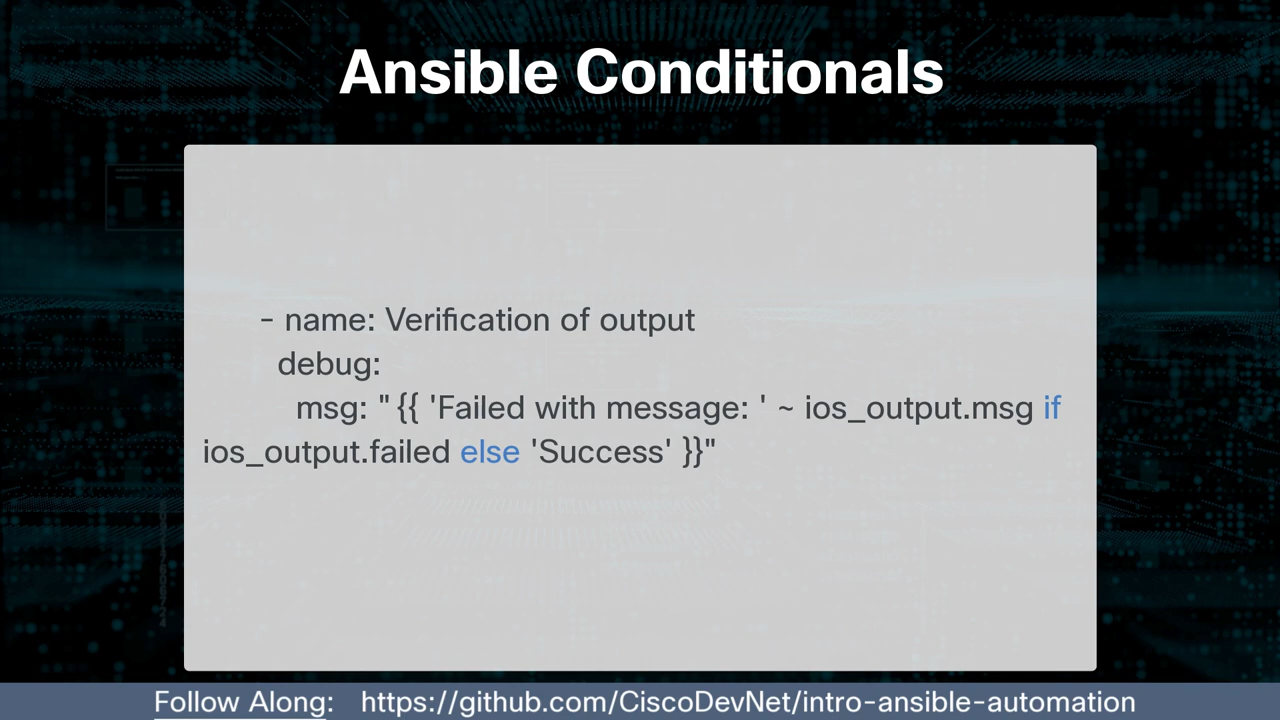 Ansible Conditionals
- name: Verification of output
debug:
msg: " {{ 'Failed with message: ' ~ ios_output.msg if
ios_output.failed else 'Success' }}"
Follow Along: https://github.com/CiscoDevNet/intro-ansible-automation